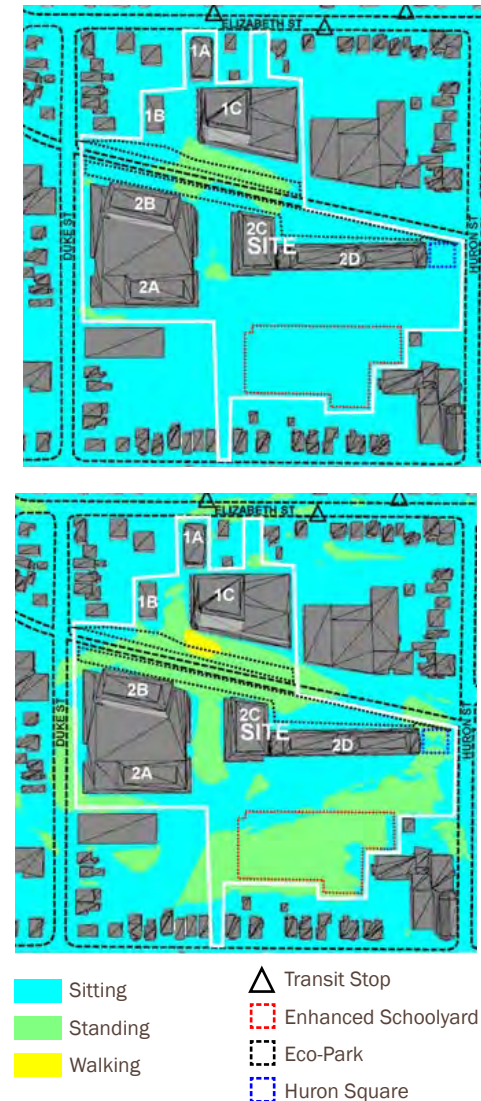 ELIZABETH ST
1A
1B
1C
DUKE ST
2B
2C
SITE
HURON ST
2D
2A
ELIZABETH ST
1A
1B
1C
DUKE ST
2B
2C
SITE
HURON ST
2D
2A
Sitting
Standing
Walking
Transit Stop
Enhanced Schoolyard
Eco-Park
Huron Square